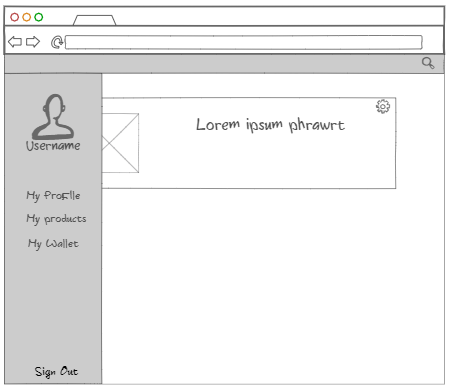 Lorem ipsum phrawrt
Username
My Profile
My products
My Wallet
Sign Out